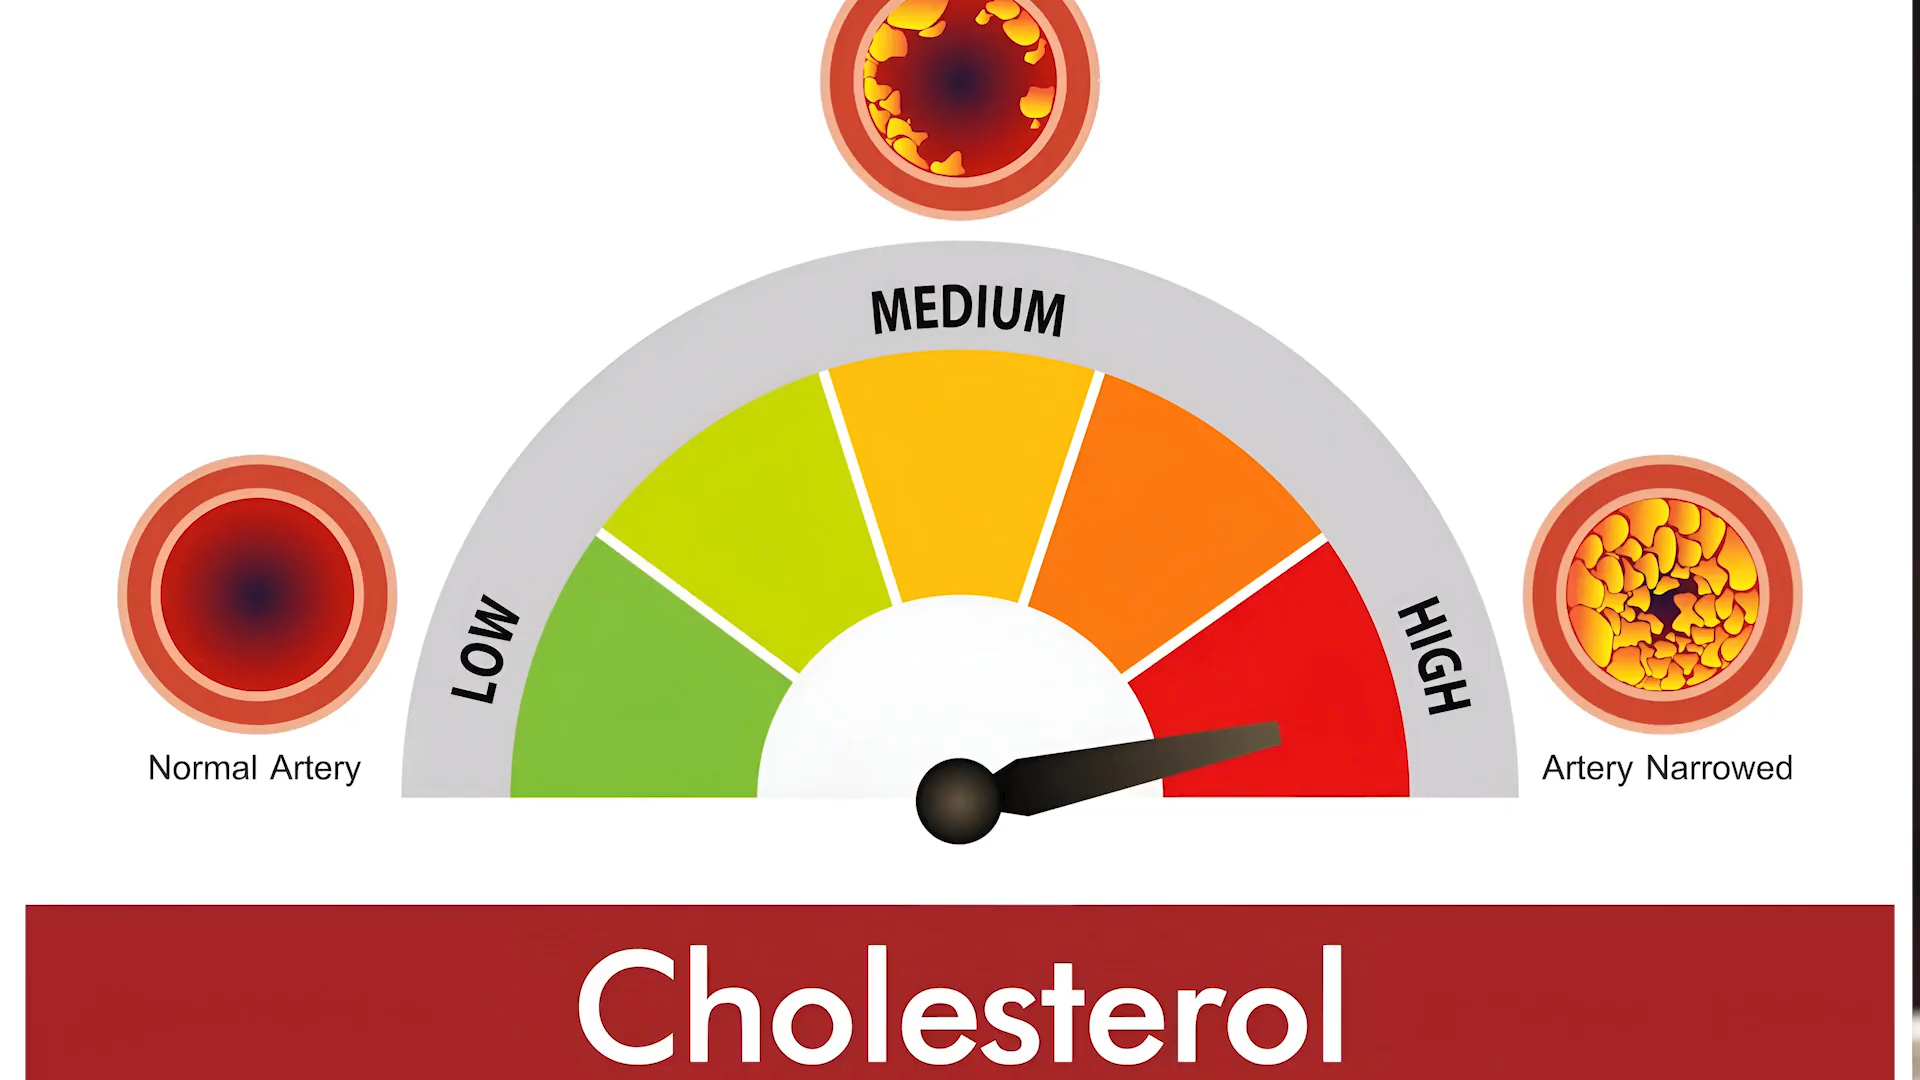 MEDIUM
LOW
HIGH
Normal Artery
Artery Narrowed
Cholesterol